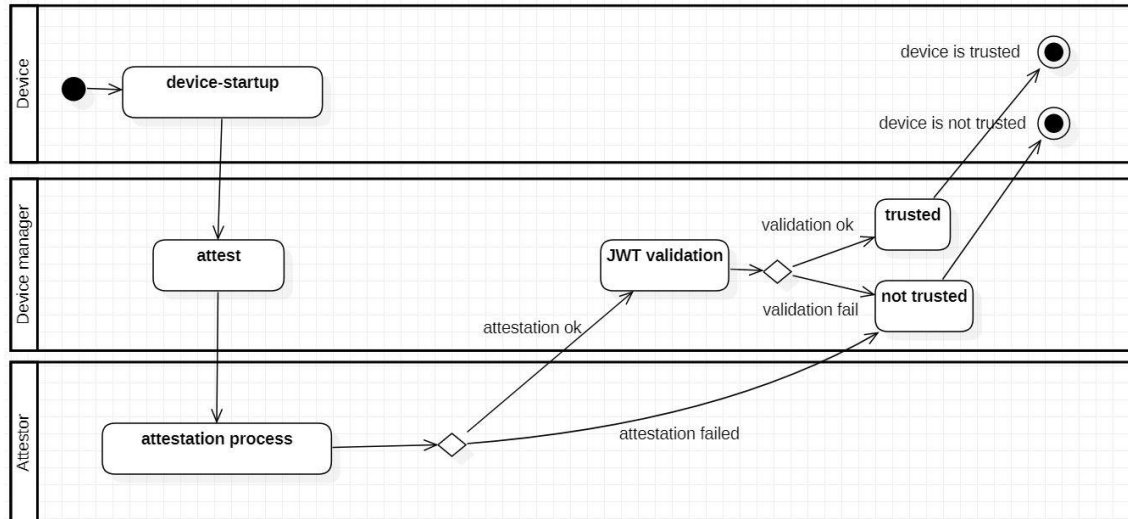 Device
device-startup
device is trusted
device is not trusted
Device manager
attest
JWT validation
validation ok
trusted
validation fail
not trusted
attestation ok
Attestor
attestation process
attestation failed